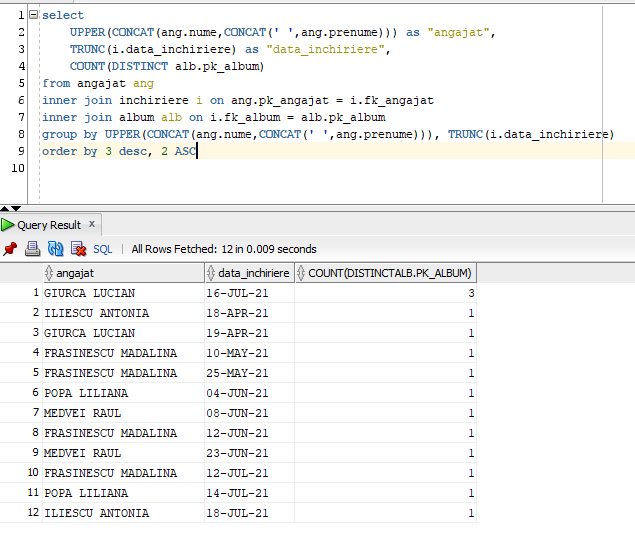 1 select
2 UPPER(CONCAT(ang.nume,CONCAT(' ',ang.prenume))) as "angajat",
3 TRUNC(i.data_inchiriere) as "data_inchiriere",
4 COUNT(DISTINCT alb.pk_album)
5 from angajat ang
6 inner join inchiriere i on ang.pk_angajat = i.fk_angajat
7 inner join album alb on i.fk_album = alb.pk_album
8 group by UPPER(CONCAT(ang.nume,CONCAT(' ',ang.prenume))), TRUNC(i.data_inchiriere)
9 order by 3 desc, 2 ASC
10
Query Result x
SQL | All Rows Fetched: 12 in 0.009 seconds
angajat data_inchiriere COUNT(DISTINCTALB.PK_ALBUM)
1 GIURCA LUCIAN 16-JUL-21 3
2 ILIESCU ANTONIA 18-APR-21 1
3 GIURCA LUCIAN 19-APR-21 1
4 FRASINESCU MADALINA 10-MAY-21 1
5 FRASINESCU MADALINA 25-MAY-21 1
6 POPA LILIANA 04-JUN-21 1
7 MEDVEI RAUL 08-JUN-21 1
8 FRASINESCU MADALINA 12-JUN-21 1
9 MEDVEI RAUL 23-JUN-21 1
10 FRASINESCU MADALINA 12-JUL-21 1
11 POPA LILIANA 14-JUL-21 1
12 ILIESCU ANTONIA 18-JUL-21 1